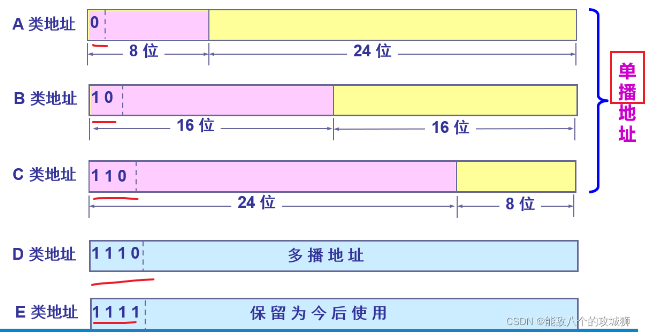 A 类地址
0
8 位
24 位
B 类地址
1 0
16 位
16 位
C 类地址
1 1 0
24 位
8 位
单播地址
D 类地址
1 1 1 0
多播地址
E 类地址
1 1 1 1
保留为今后使用
CSDN @能敌八个的攻城狮